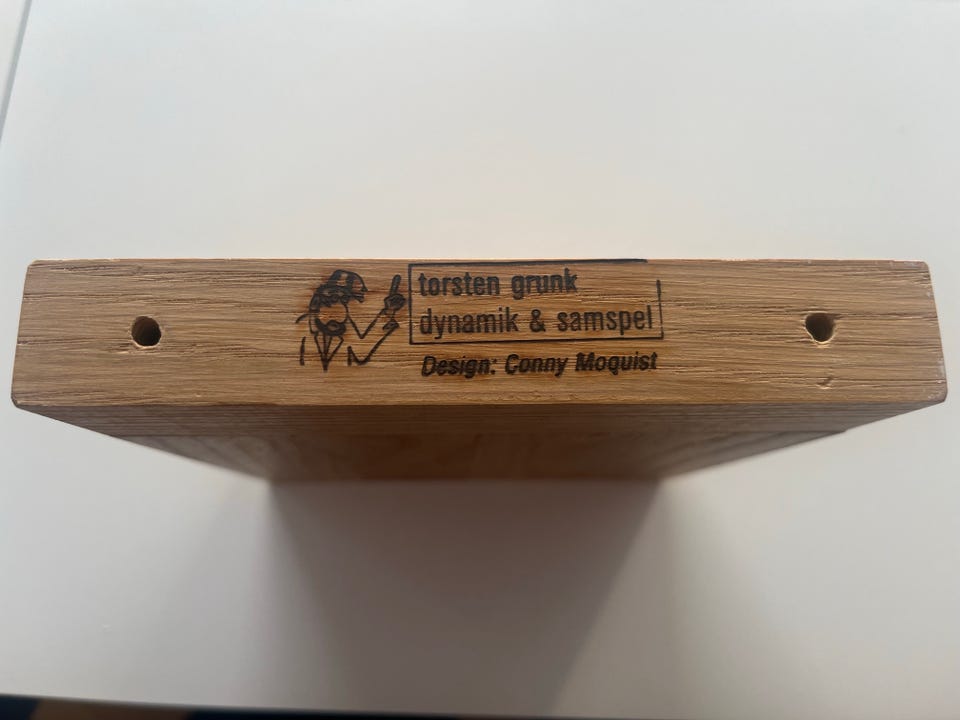 torsten grunk
dynamik & samspel
Design: Conny Moquist